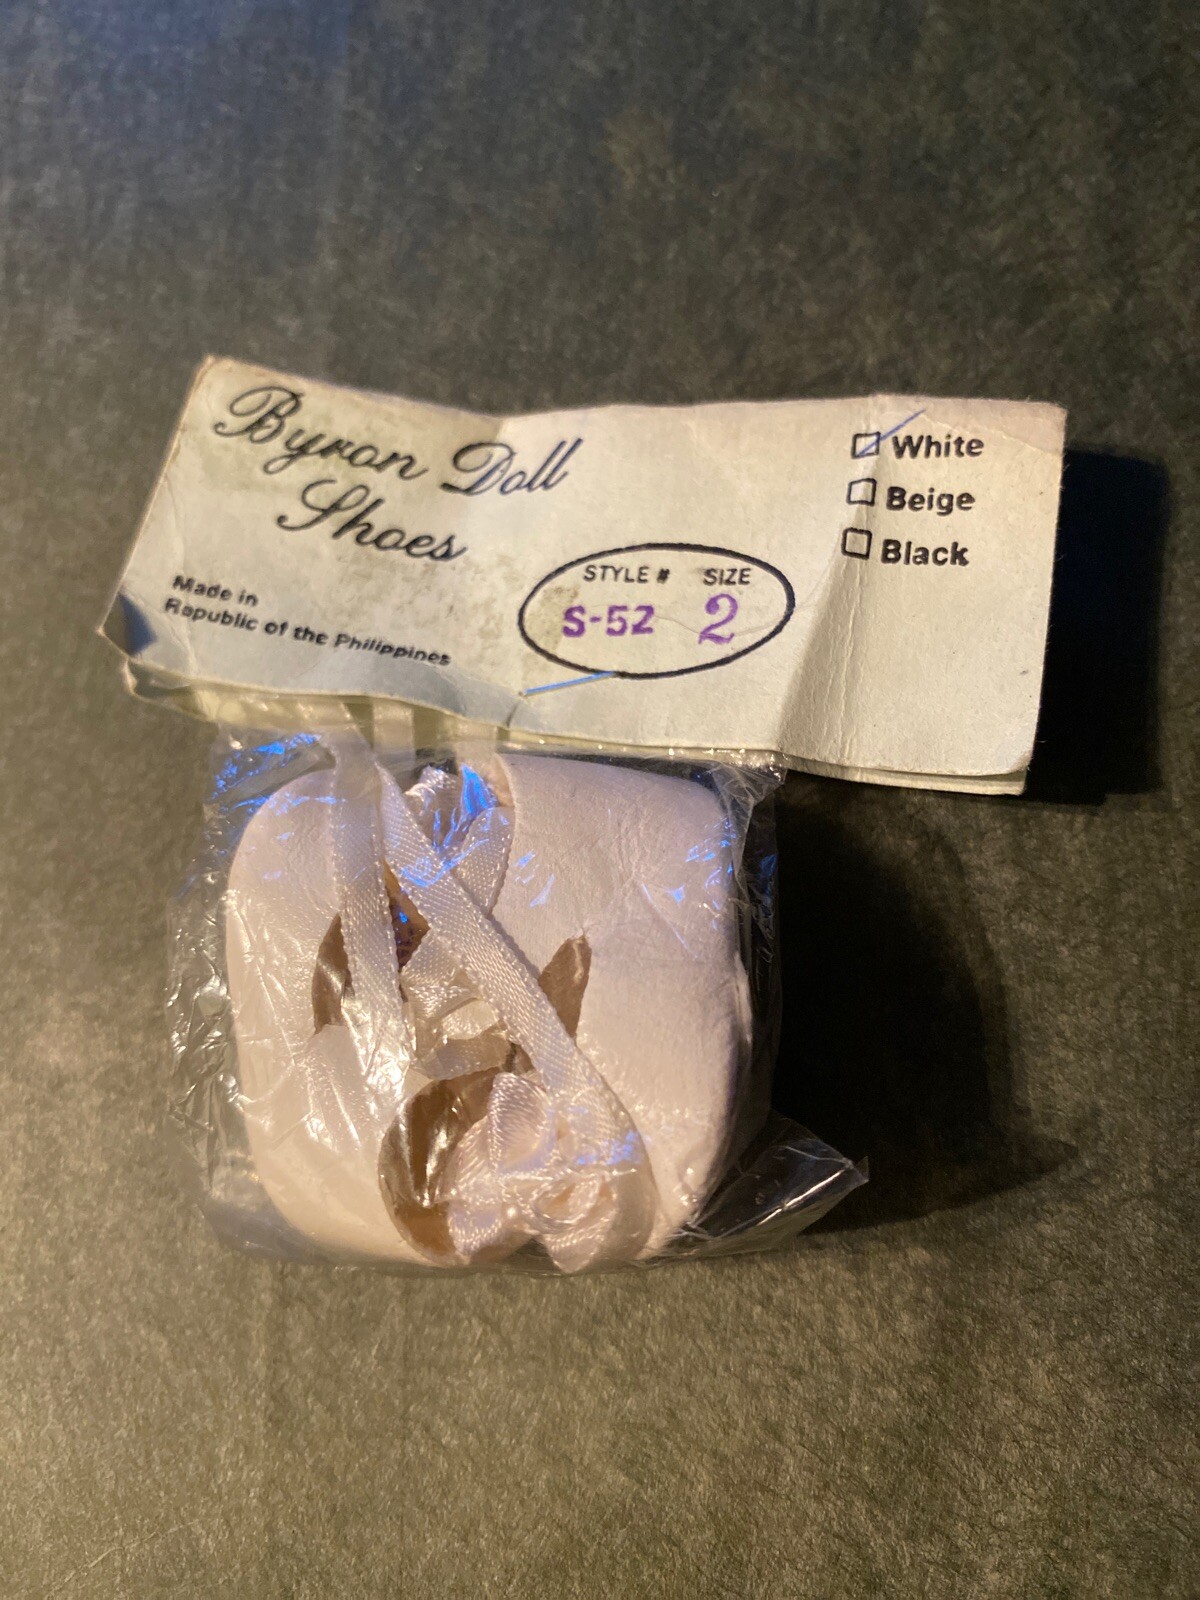 Byron Doll
Shoes
Made in
Republic of the Philippines
STYLE # SIZE
S-52 2
White
Beige
Black